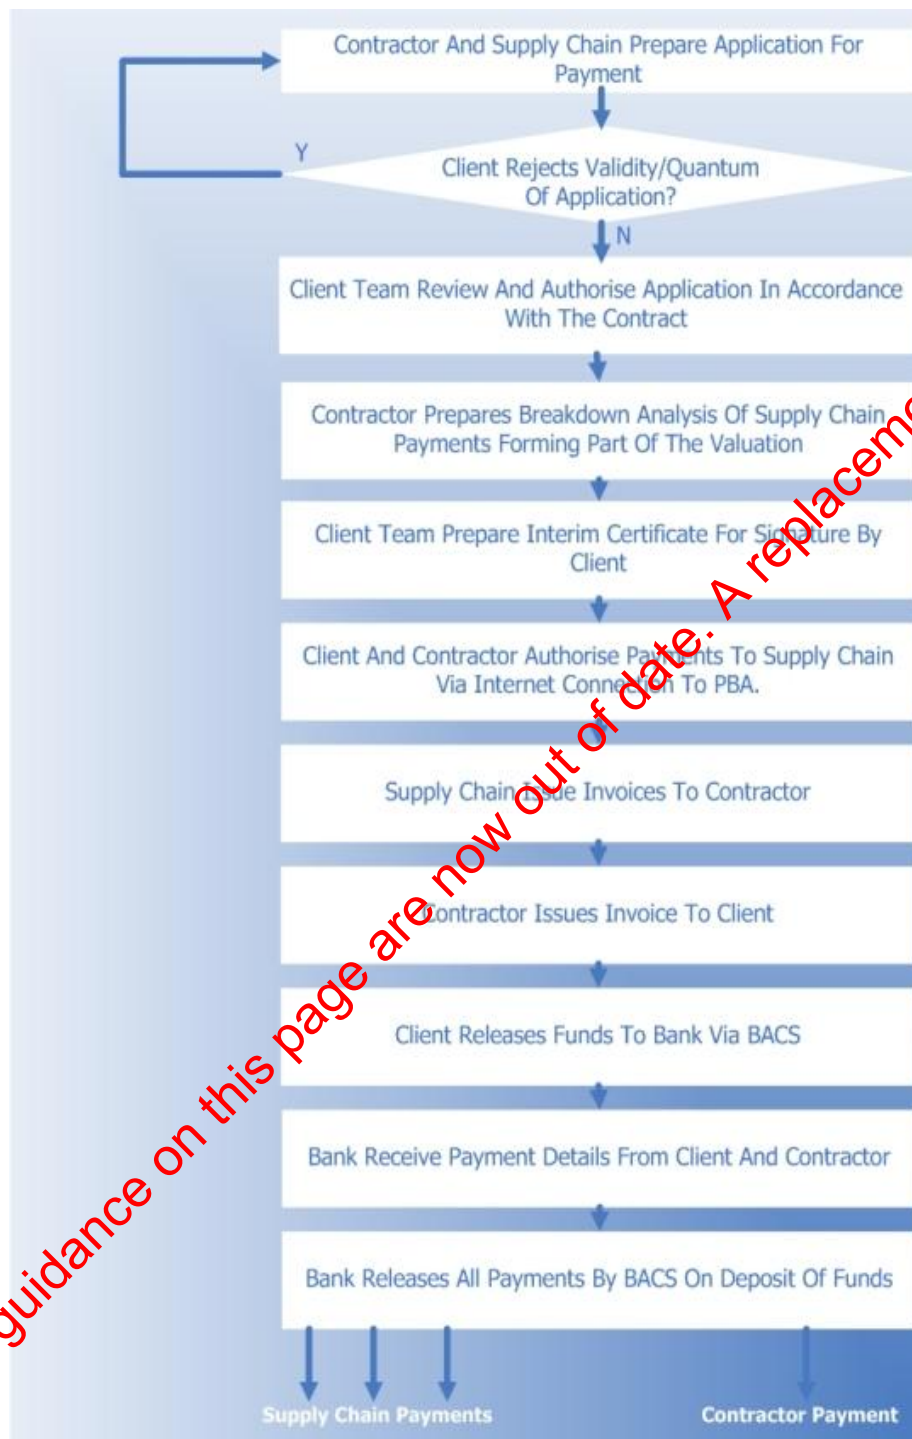 Contractor And Supply Chain Prepare Application For
Payment
Y
Client Rejects Validity/Quantum
Of Application?
N
Client Team Review And Authorise Application In Accordance
With The Contract
Contractor Prepares Breakdown Analysis Of Supply Chain
Payments Forming Part Of The Valuation
Client Team Prepare Interim Certificate For Signature By
Client
Client And Contractor Authorise Payments To Supply Chain
Via Internet Connection To PBA.
Supply Chain Issue Invoices To Contractor
Contractor Issues Invoice To Client
Client Releases Funds To Bank Via BACS
Bank Receive Payment Details From Client And Contractor
Bank Releases All Payments By BACS On Deposit Of Funds
Supply Chain Payments
Contractor Payment
guidance on this page are now out of date. A